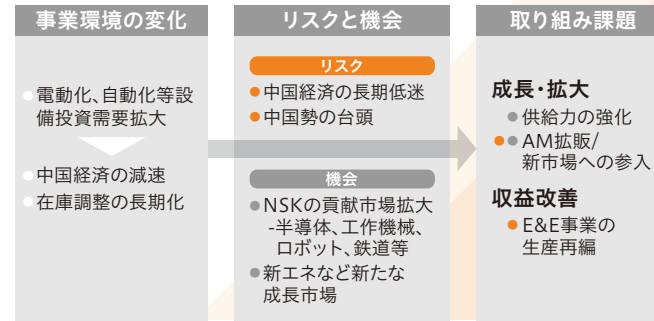 事業環境の変化
電動化、自動化等設
備投資需要拡大
中国経済の減速
在庫調整の長期化
リスクと機会
リスク
中国経済の長期低迷
中国勢の台頭
機会
NSKの貢献市場拡大
-半導体、工作機械、
ロボット、鉄道等
新エネなど新たな
成長市場
取り組み課題
成長・拡大
供給力の強化
AM拡販/
新市場への参入
収益改善
E&E事業の
生産再編